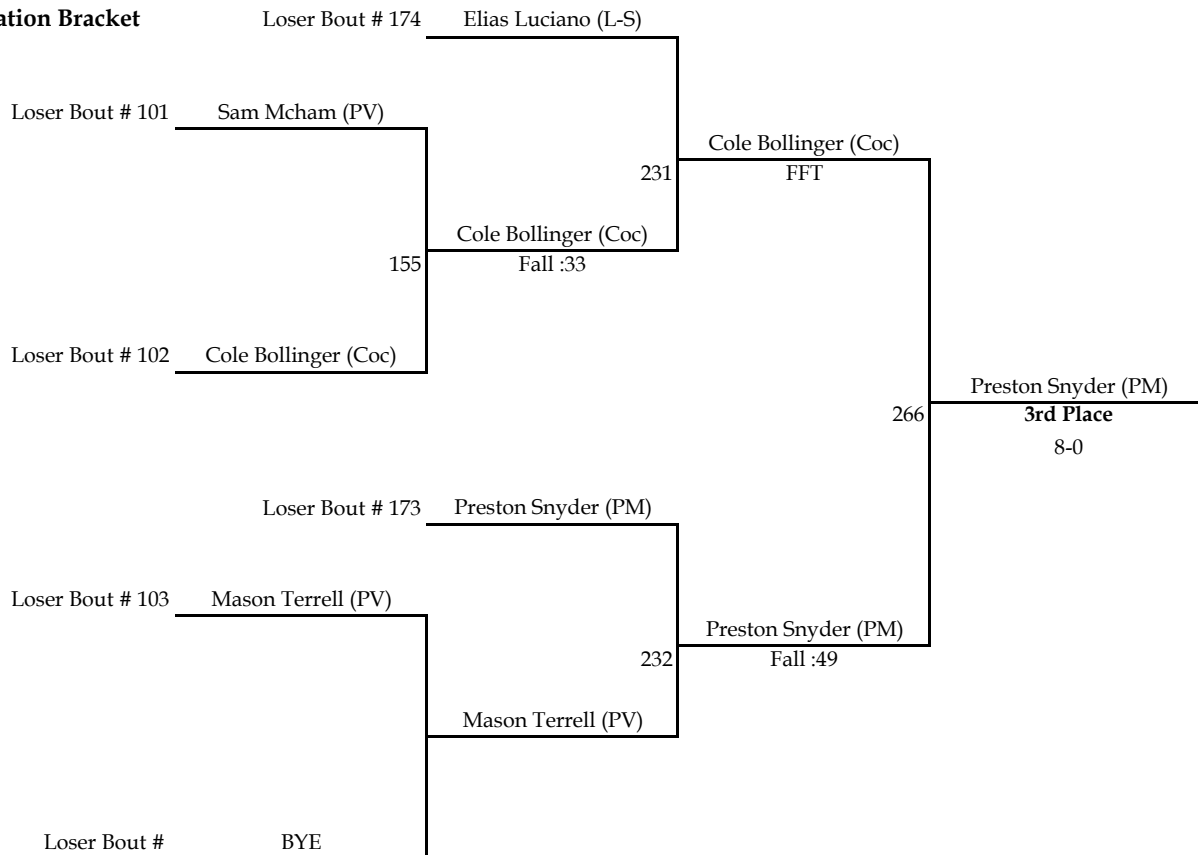 ation Bracket
Loser Bout # 174
Elias Luciano (L-S)
Loser Bout # 101
Sam Mcham (PV)
Cole Bollinger (Coc)
231
FFT
Cole Bollinger (Coc)
155
Fall :33
Loser Bout # 102
Cole Bollinger (Coc)
Preston Snyder (PM)
266
3rd Place
8-0
Loser Bout # 173
Preston Snyder (PM)
Loser Bout # 103
Mason Terrell (PV)
Preston Snyder (PM)
232
Fall :49
Mason Terrell (PV)
Loser Bout #
BYE